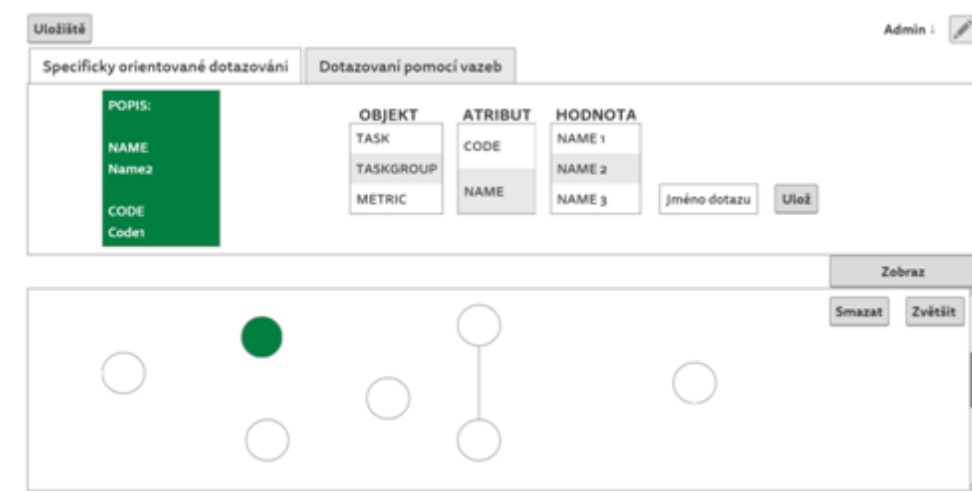 Uložiště
Admin ↓
Specificky orientované dotazování
Dotazovaní pomocí vazeb
POPIS:
NAME
Name2
CODE
Code1
OBJEKT
TASK
TASKGROUP
METRIC
ATRIBUT
CODE
NAME
HODNOTA
NAME 1
NAME 2
NAME 3
Jméno dotazu
Ulož
Zobraz
Smazat
Zvětšit